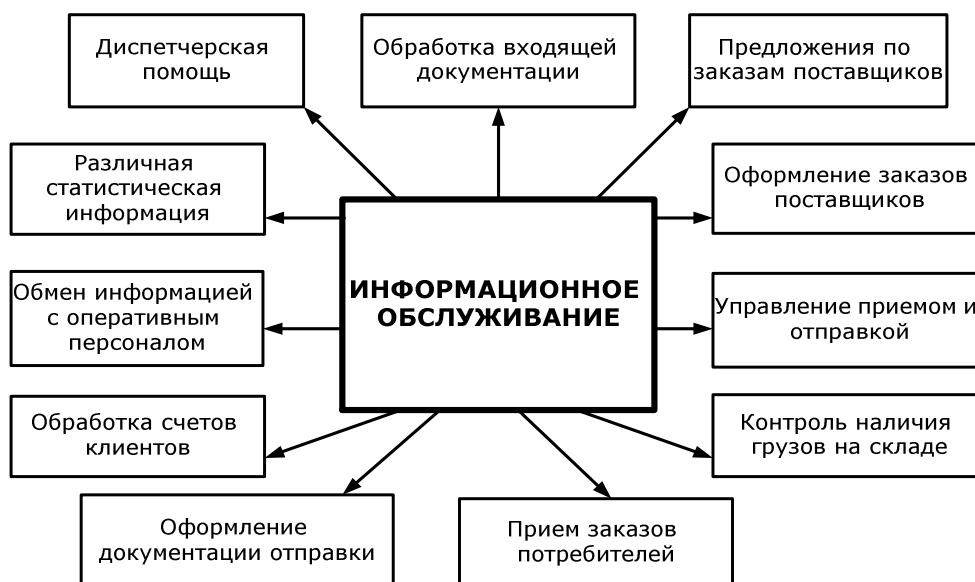 Диспетчерская
помощь
Обработка входящей
документации
Предложения по
заказам поставщиков
Различная
статистическая
информация
Оформление заказов
поставщиков
ИНФОРМАЦИОННОЕ
ОБСЛУЖИВАНИЕ
Обмен информацией
с оперативным
персоналом
Управление приемом и
отправкой
Обработка счетов
клиентов
Контроль наличия
грузов на складе
Оформление
документации отправки
Прием заказов
потребителей